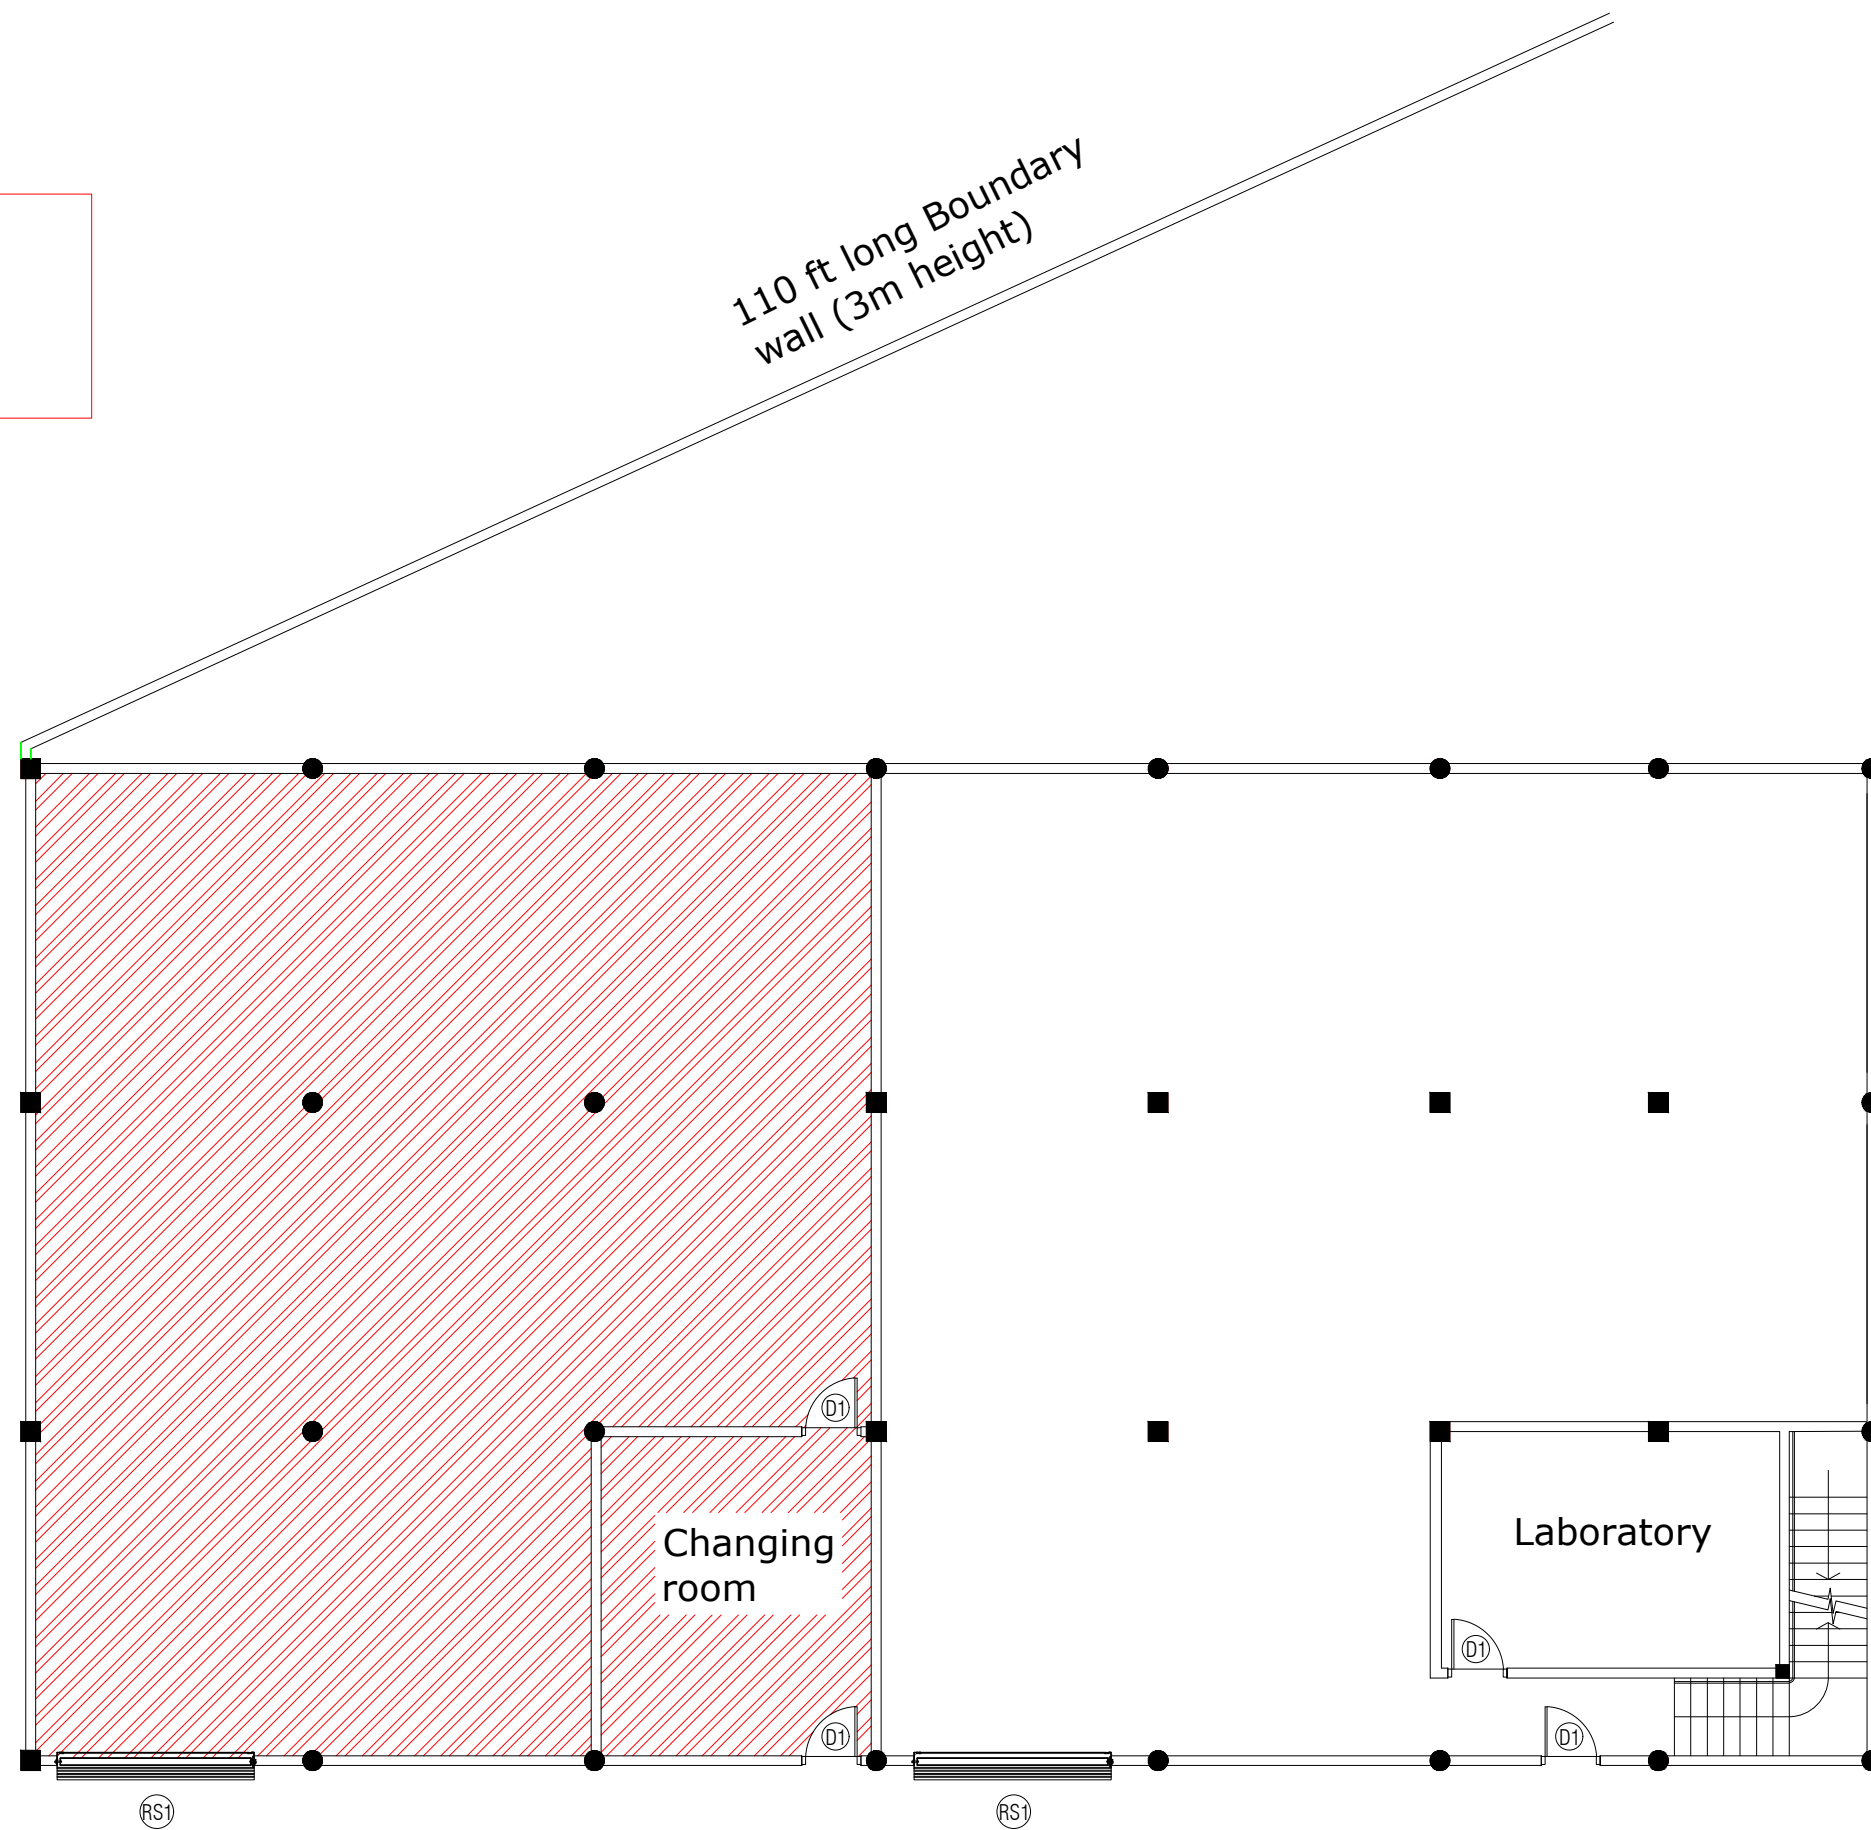 110 ft long Boundary
wall (3m height)
D1
Changing
room
Laboratory
D1
D1
D1
RS1
RS1